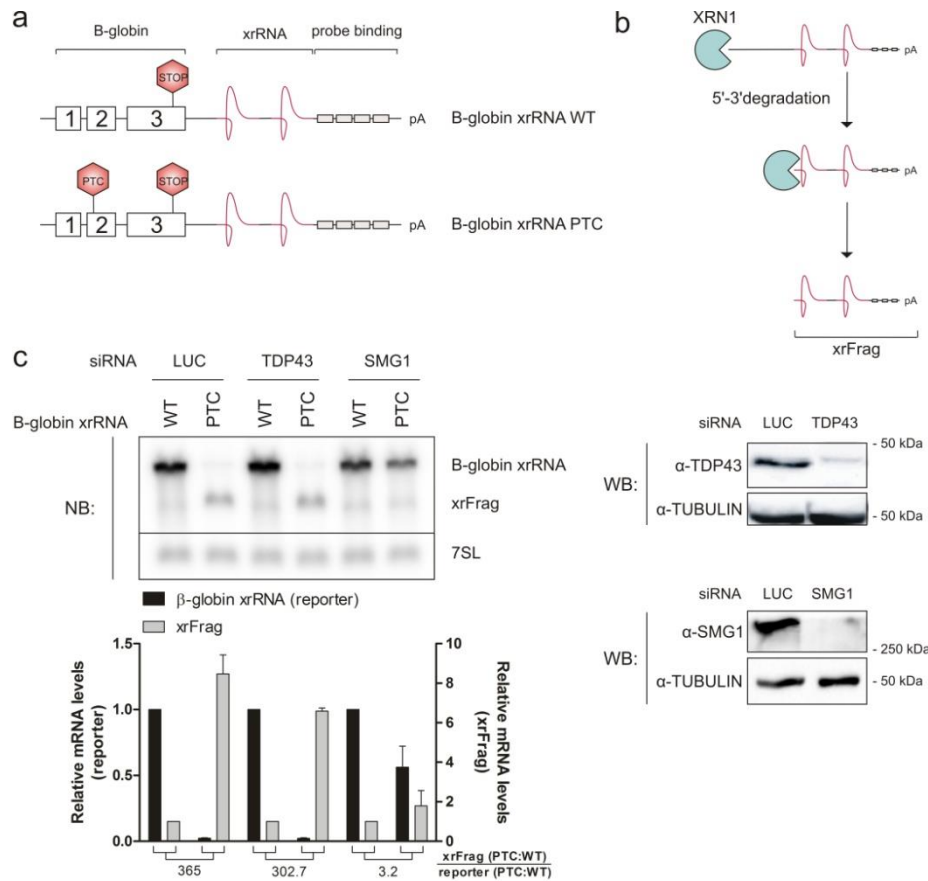 a
B-globin xrRNA probe binding
STOP
1 2 3 pA B-globin xrRNA WT
PTC STOP
1 2 3 pA B-globin xrRNA PTC
b
XRN1
pA
5'-3'degradation
pA
pA
xrFrag
c
siRNA LUC TDP43 SMG1
B-globin xrRNA WT PTC WT PTC WT PTC
NB:
B-globin xrRNA
xrFrag
7SL
β-globin xrRNA (reporter)
xrFrag
Relative mRNA levels
(reporter)
1.5
1.0
0.5
0.0
10
8
6
4
2
0
Relative mRNA levels
(xrFrag)
365 302.7 3.2
xrFrag (PTC:WT)
reporter (PTC:WT)
siRNA LUC TDP43
WB:
- 50 kDa
α-TDP43
α-TUBULIN
- 50 kDa
siRNA LUC SMG1
WB:
α-SMG1
- 250 kDa
α-TUBULIN - 50 kDa